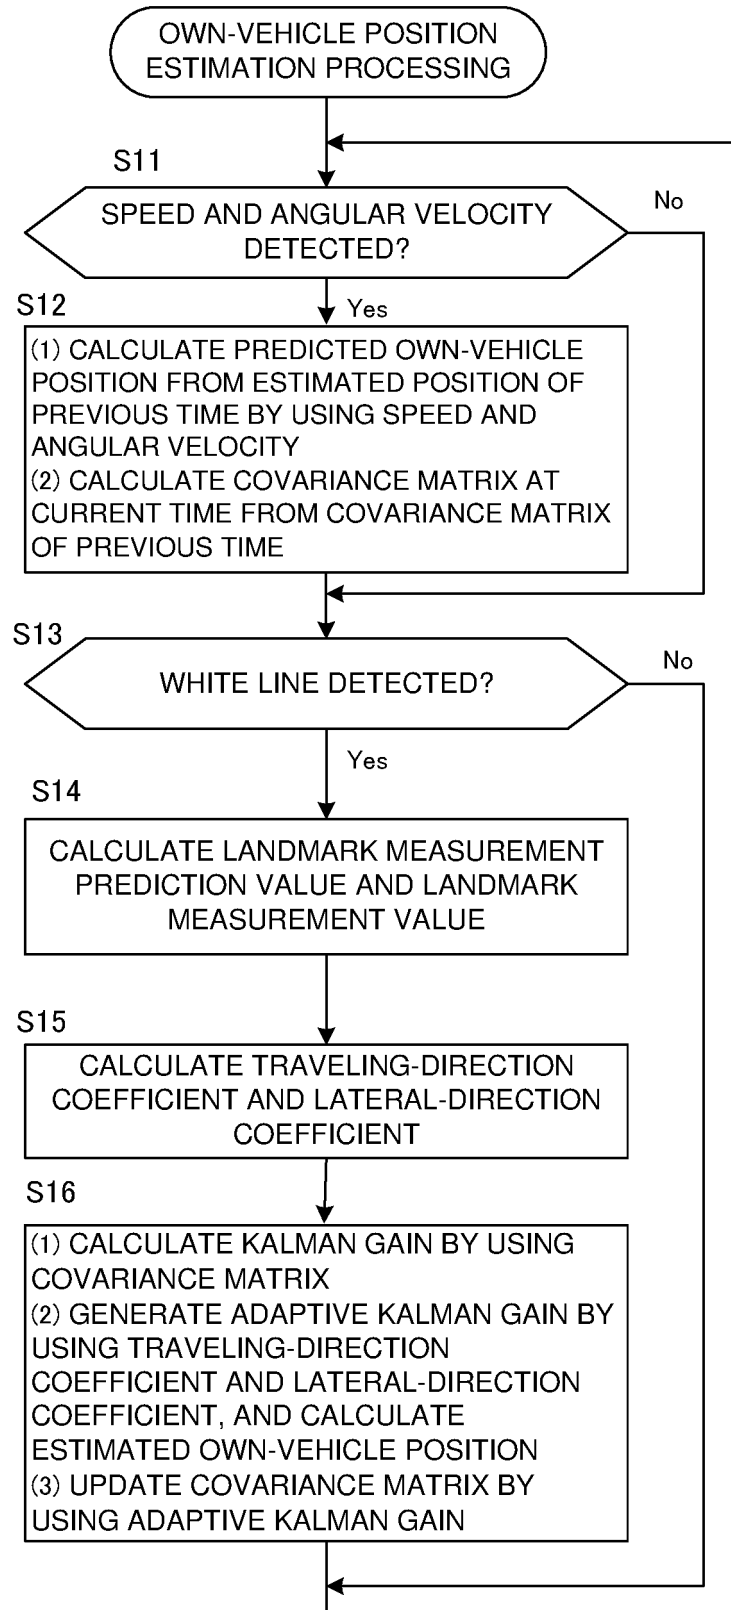 OWN-VEHICLE POSITION
ESTIMATION PROCESSING
S11
SPEED AND ANGULAR VELOCITY
DETECTED?
No
S12
Yes
(1) CALCULATE PREDICTED OWN-VEHICLE
POSITION FROM ESTIMATED POSITION OF
PREVIOUS TIME BY USING SPEED AND
ANGULAR VELOCITY
(2) CALCULATE COVARIANCE MATRIX AT
CURRENT TIME FROM COVARIANCE MATRIX
OF PREVIOUS TIME
S13
WHITE LINE DETECTED?
No
Yes
S14
CALCULATE LANDMARK MEASUREMENT
PREDICTION VALUE AND LANDMARK
MEASUREMENT VALUE
S15
CALCULATE TRAVELING-DIRECTION
COEFFICIENT AND LATERAL-DIRECTION
COEFFICIENT
S16
(1) CALCULATE KALMAN GAIN BY USING
COVARIANCE MATRIX
(2) GENERATE ADAPTIVE KALMAN GAIN BY
USING TRAVELING-DIRECTION
COEFFICIENT AND LATERAL-DIRECTION
COEFFICIENT, AND CALCULATE
ESTIMATED OWN-VEHICLE POSITION
(3) UPDATE COVARIANCE MATRIX BY
USING ADAPTIVE KALMAN GAIN